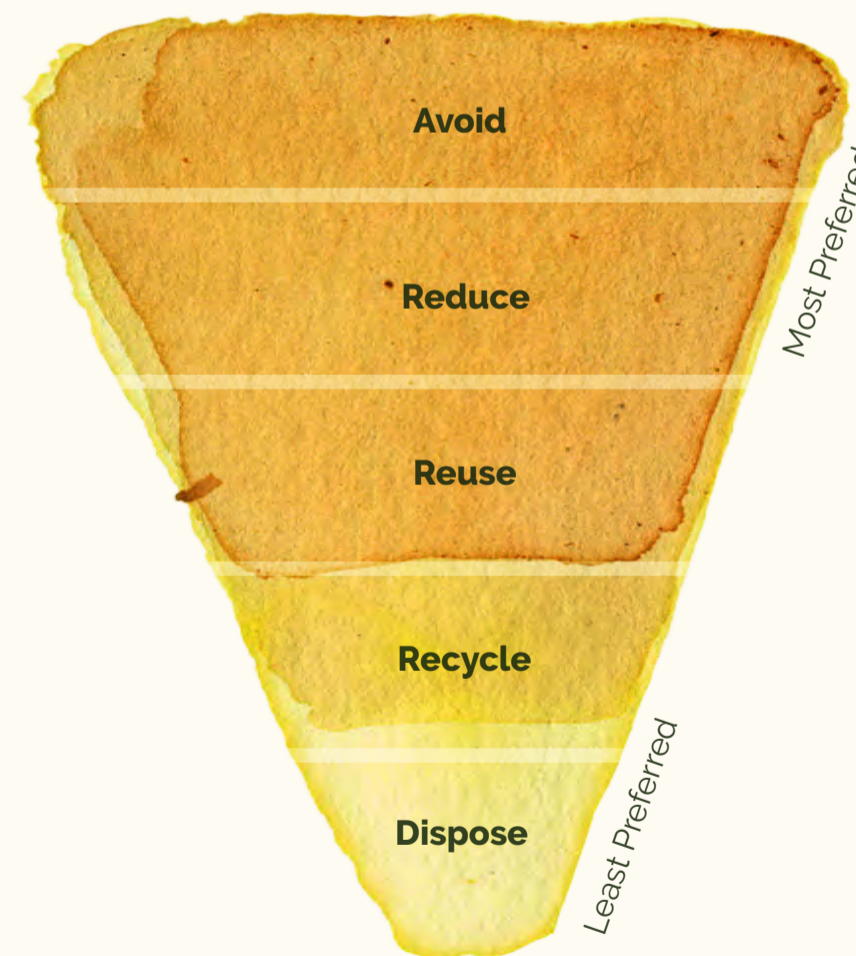 Avoid
Reduce
Most Preferred
Reuse
Recycle
Dispose
Least Preferred